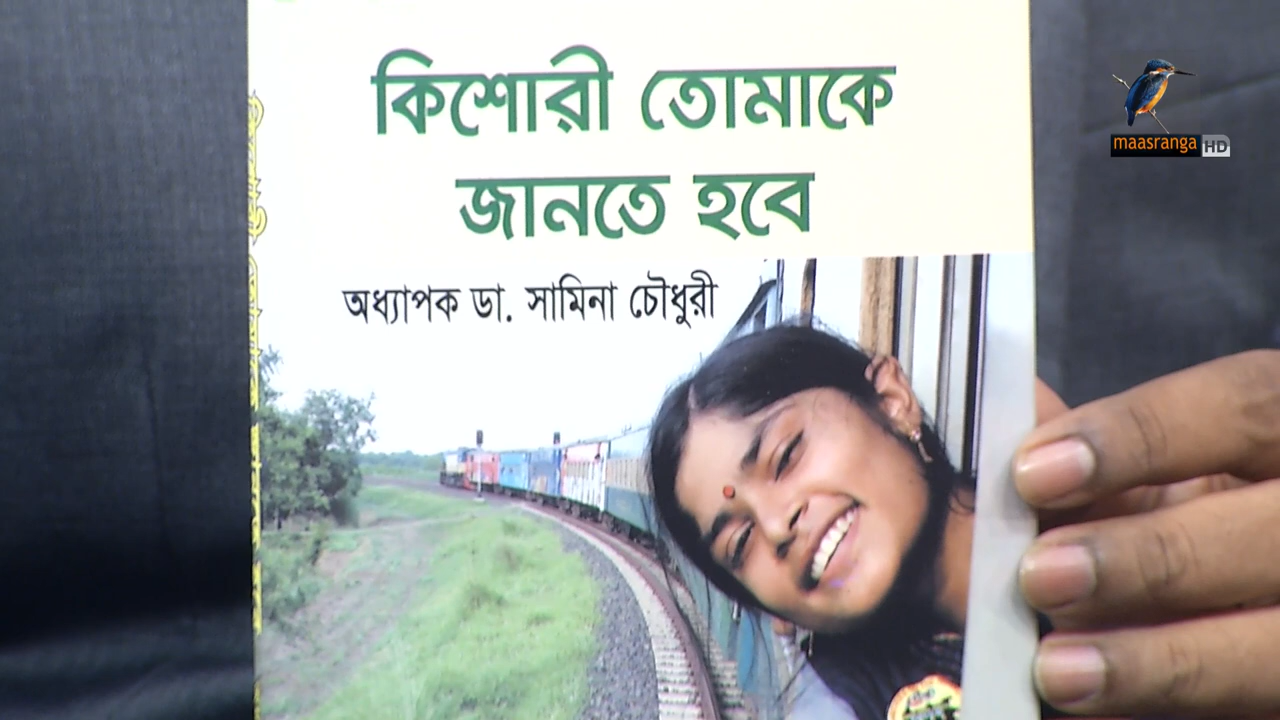 কিশোরী তোমাকে
জানতে হবে
অধ্যাপক ডা. সামিনা চৌধুরী
maasranga HD